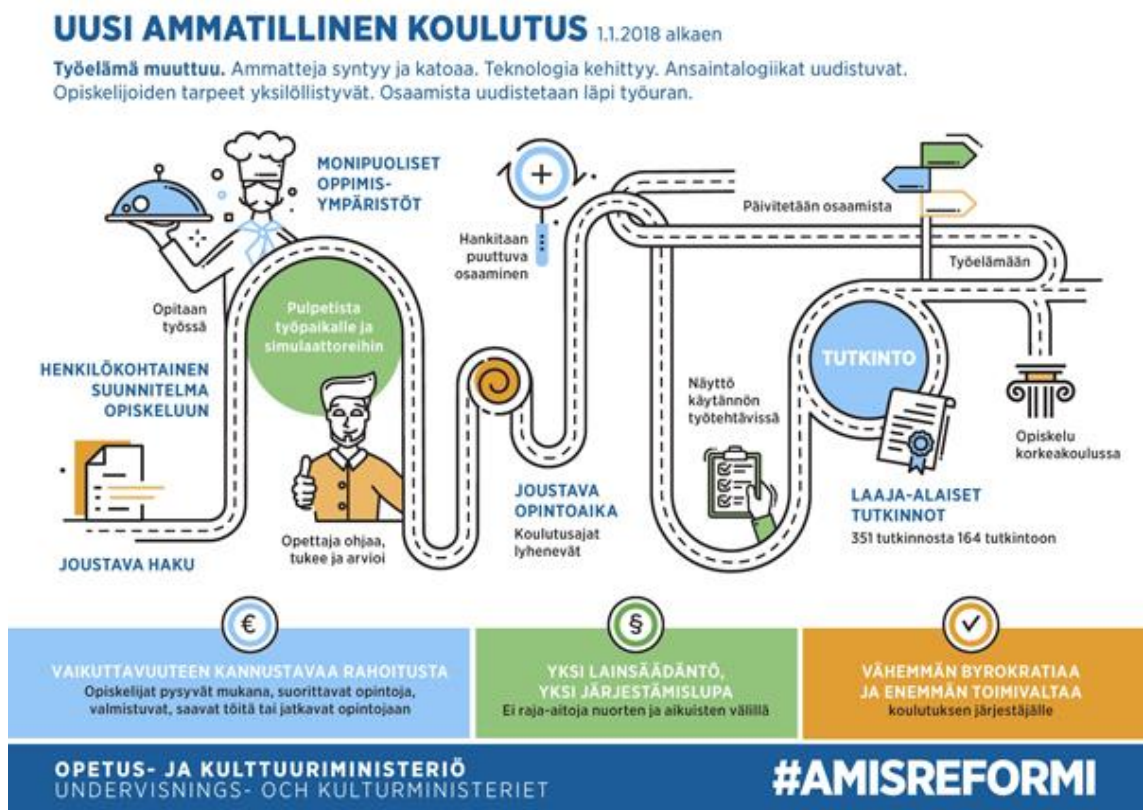 UUSI AMMATILLINEN KOULUTUS 1.1.2018 alkaen
Työelämä muuttuu. Ammatteja syntyy ja katoaa. Teknologia kehittyy. Ansaintalogiikat uudistuvat.
Opiskelijoiden tarpeet yksilöllistyvät. Osaamista uudistetaan läpi työuran.
MONIPUOLISET
OPPIMIS-
YMPÄRISTÖT
Opitaan
työssä
Pulpetista
työpaikalle ja
simulaattoreihin
HENKILÖKOHTAINEN
SUUNNITELMA
OPISKELUUN
JOUSTAVA HAKU
Opettaja ohjaa,
tukee ja arvioi
Hankitaan
puuttuva
osaaminen
JOUSTAVA
OPINTOAIKA
Koulutusajat
lyhenevät
Päivitetään osaamista
Työelämään
Näyttö
käytännön
työtehtävissä
TUTKINTO
Opiskelu
korkeakoulussa
LAAJA-ALAISET
TUTKINNOT
351 tutkinnosta 164 tutkintoon
€
VAIKUTTAVUUTEEN KANNUSTAVAA RAHOITUSTA
Opiskelijat pysyvät mukana, suorittavat opintoja,
valmistuvat, saavat töitä tai jatkavat opintojaan
§
YKSI LAINSÄÄDÄNTÖ,
YKSI JÄRJESTÄMISLUPA
Ei raja-aitoja nuorten ja aikuisten välillä
VÄHEMMÄN BYROKRATIAA
JA ENEMMÄN TOIMIVALTAA
koulutuksen järjestäjälle
OPETUS- JA KULTTUURIMINISTERIÖ
UNDERVISNINGS- OCH KULTURMINISTERIET
#AMISREFORMI